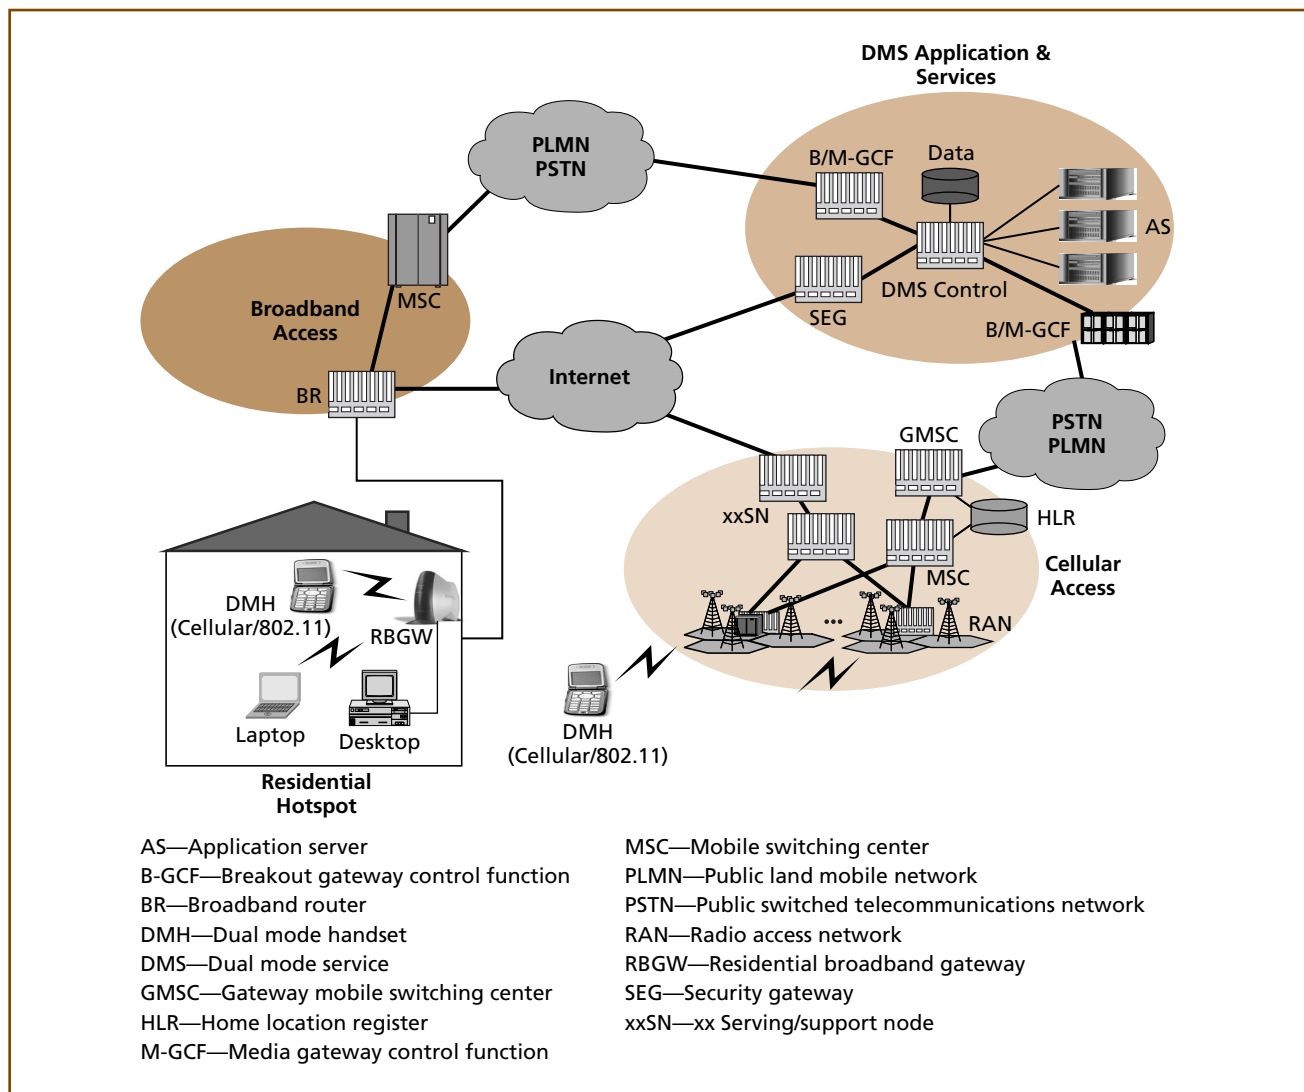 DMS Application &
Services
PLMN
PSTN
B/M-GCF
Data
AS
MSC
Broadband
Access
SEG
DMS Control
B/M-GCF
BR
Internet
PSTN
PLMN
GMSC
xxSN
HLR
MSC
Cellular
Access
DMH
(Cellular/802.11)
RBGW
...
RAN
Laptop
Desktop
DMH
(Cellular/802.11)
Residential
Hotspot
AS—Application server
B-GCF—Breakout gateway control function
BR—Broadband router
DMH—Dual mode handset
DMS—Dual mode service
GMSC—Gateway mobile switching center
HLR—Home location register
M-GCF—Media gateway control function
MSC—Mobile switching center
PLMN—Public land mobile network
PSTN—Public switched telecommunications network
RAN—Radio access network
RBGW—Residential broadband gateway
SEG—Security gateway
xxSN—xx Serving/support node